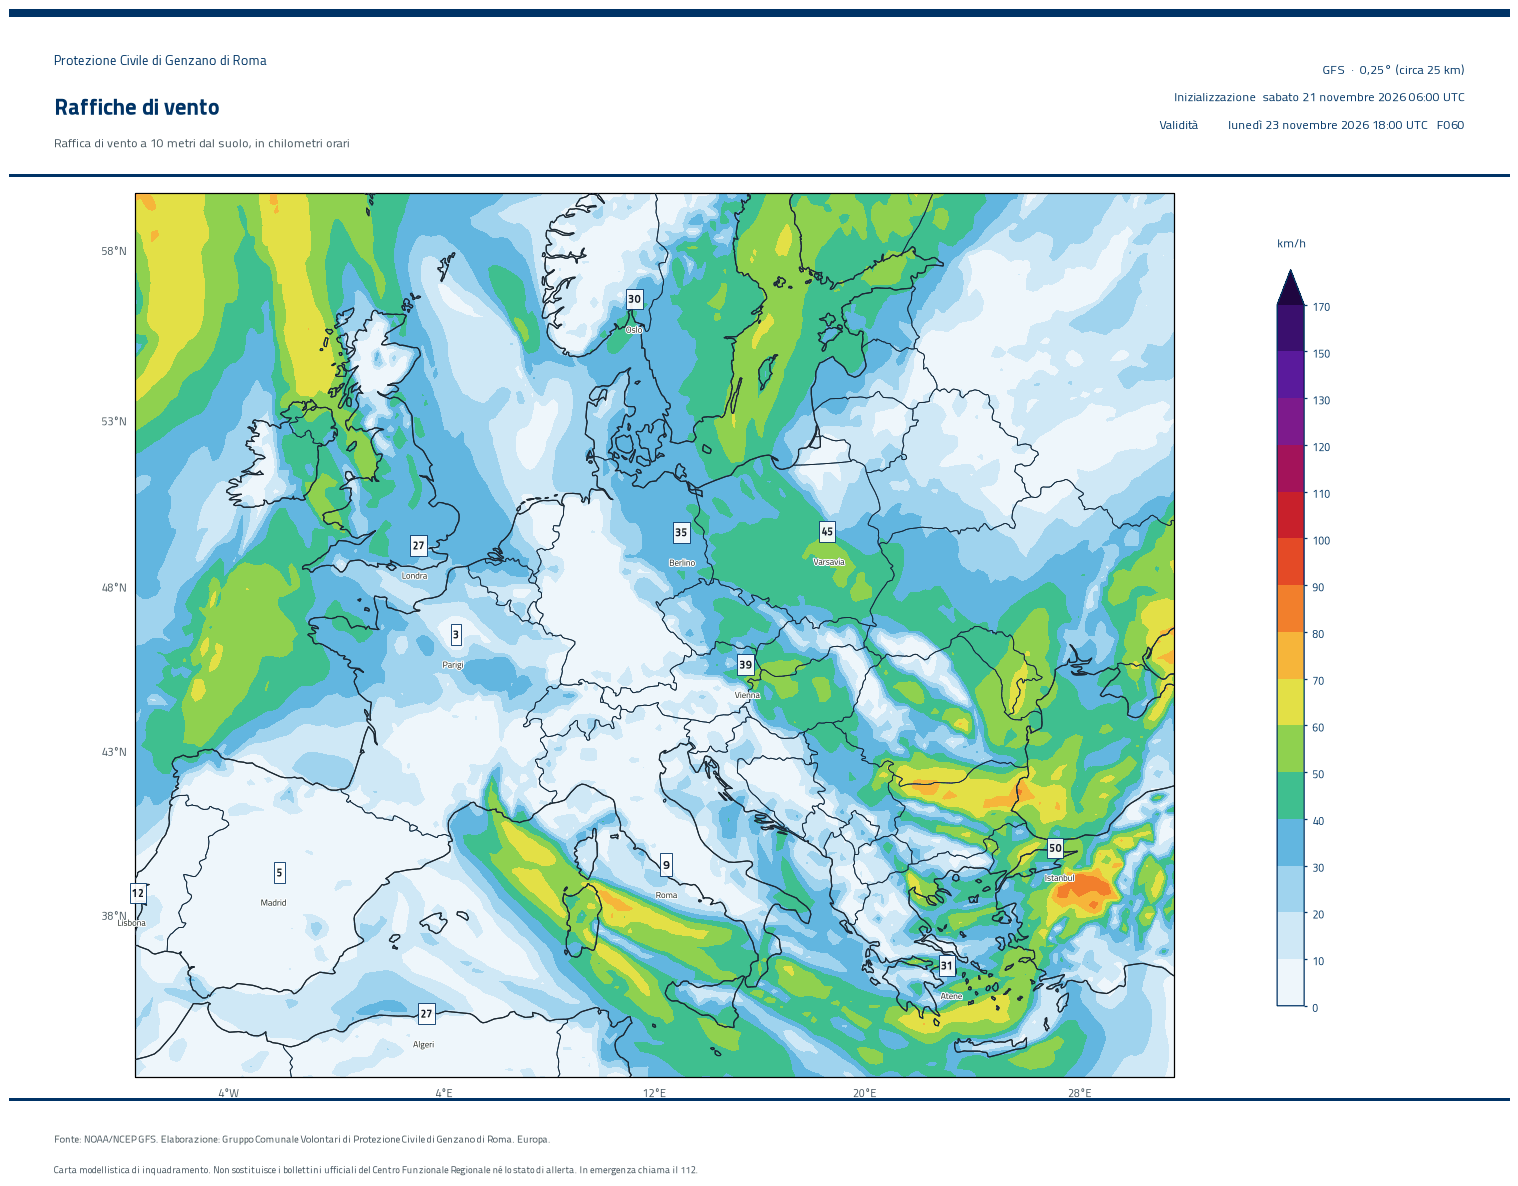 Protezione Civile di Genzano di Roma
Raffiche di vento
Raffica di vento a 10 metri dal suolo, in chilometri orari
GFS · 0,25° (circa 25 km)
Inizializzazione sabato 21 novembre 2026 06:00 UTC
Validità lunedì 23 novembre 2026 18:00 UTC F060
km/h
170
150
130
120
110
100
90
80
70
60
50
40
30
20
10
0
58°N
53°N
48°N
43°N
38°N
4°W
4°E
12°E
20°E
28°E
30
Oslo
27
Londra
35
Berlino
45
Varsavia
3
Parigi
39
Vienna
5
Madrid
12
Lisbona
9
Roma
50
Istanbul
31
Atene
27
Algeri
Fonte: NOAA/NCEP GFS. Elaborazione: Gruppo Comunale Volontari di Protezione Civile di Genzano di Roma. Europa.
Carta modellistica di inquadramento. Non sostituisce i bollettini ufficiali del Centro Funzionale Regionale né lo stato di allerta. In emergenza chiama il 112.